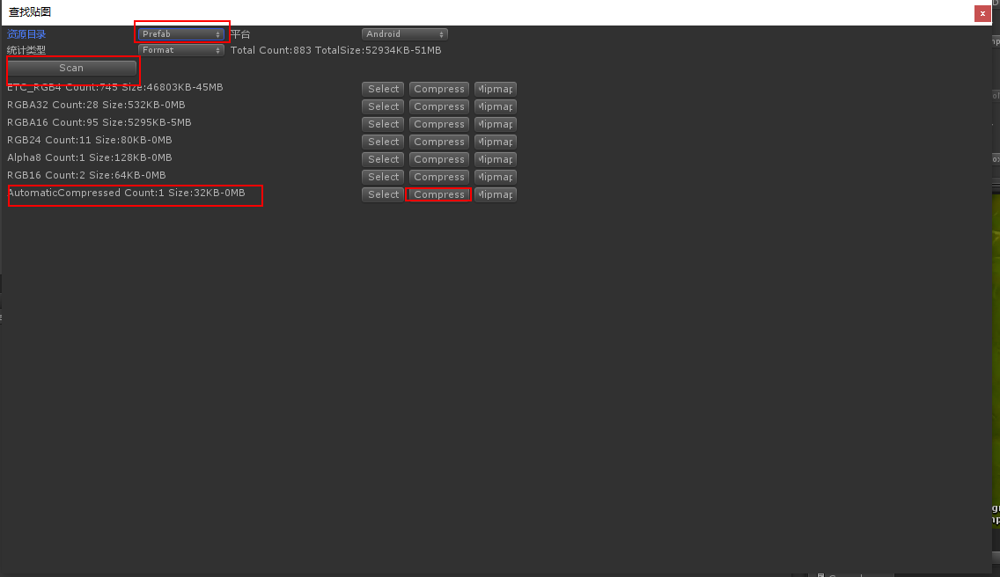 查找贴图
x
资源目录 Prefab 平台 Android
统计类型 Format Total Count:883 TotalSize:52934KB-51MB
Scan
ETC_RGB4 Count:745 Size:46803KB-45MB Select Compress Mipmap
RGBA32 Count:28 Size:532KB-0MB Select Compress Mipmap
RGBA16 Count:95 Size:5295KB-5MB Select Compress Mipmap
RGB24 Count:11 Size:80KB-0MB Select Compress Mipmap
Alpha8 Count:1 Size:128KB-0MB Select Compress Mipmap
RGB16 Count:2 Size:64KB-0MB Select Compress Mipmap
AutomaticCompressed Count:1 Size:32KB-0MB Select Compress Mipmap